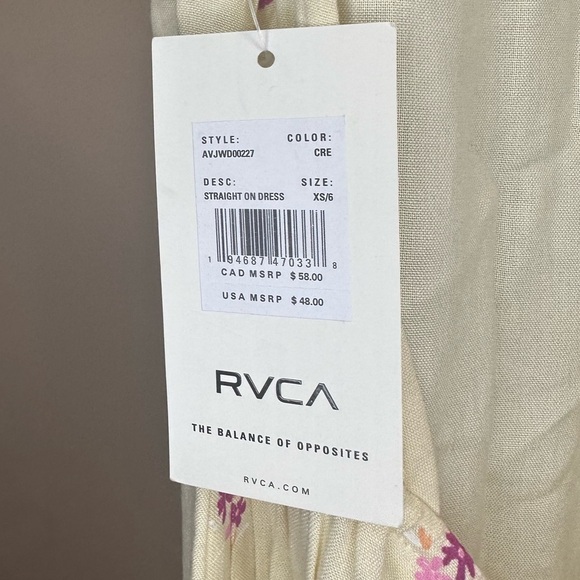 STYLE: COLOR:
AVJWD00227 CRE
DESC: SIZE:
STRAIGHT ON DRESS XS/6
1 94687 47033 8
CAD MSRP $ 58.00
USA MSRP $ 48.00
RVCA
THE BALANCE OF OPPOSITES
RVCA.COM